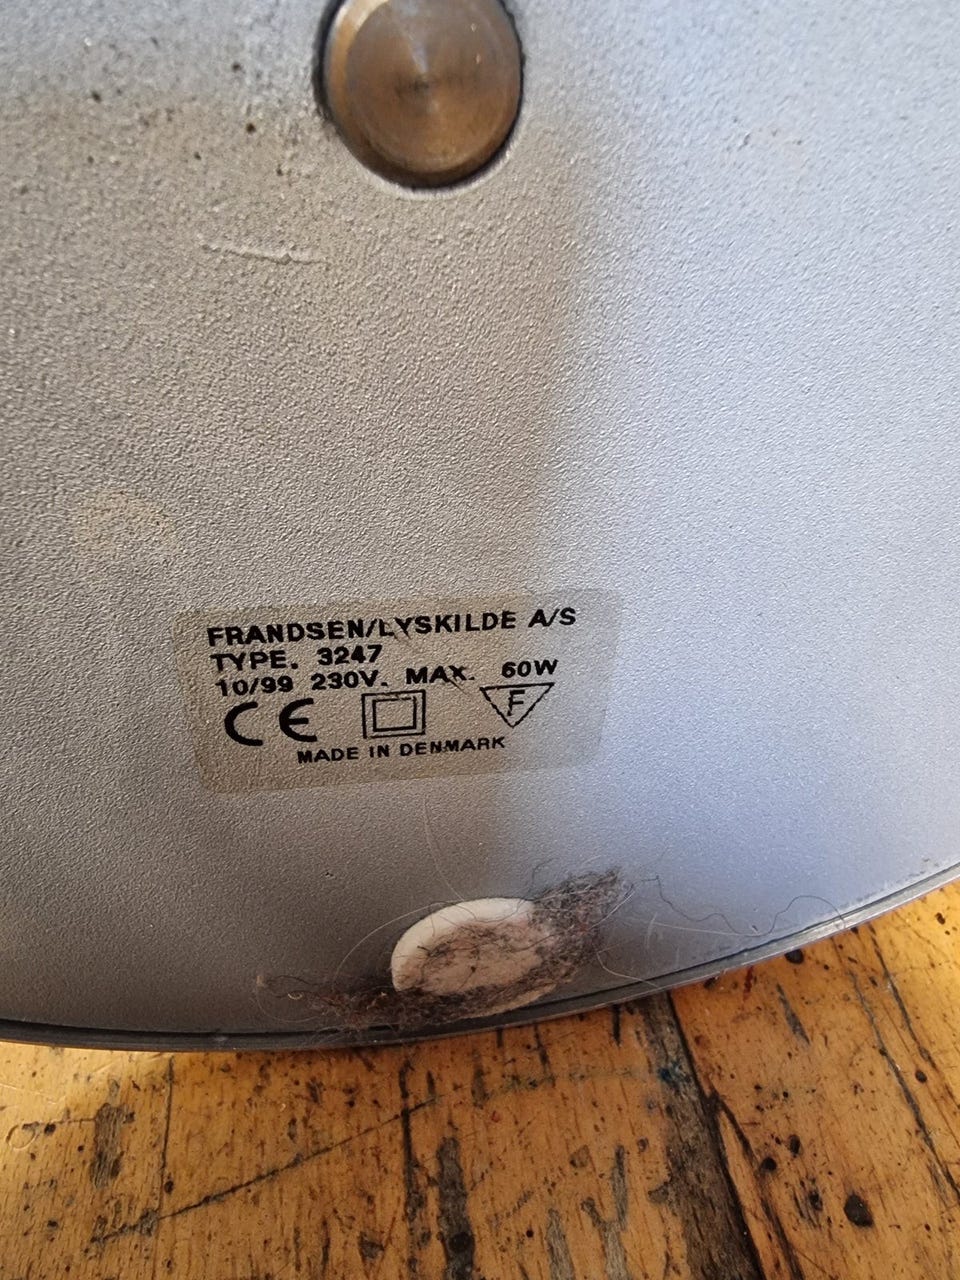 FRANDSEN/LYSKILDE A/S
TYPE. 3247
10/99 230V. MAX. 60W
CE F
MADE IN DENMARK